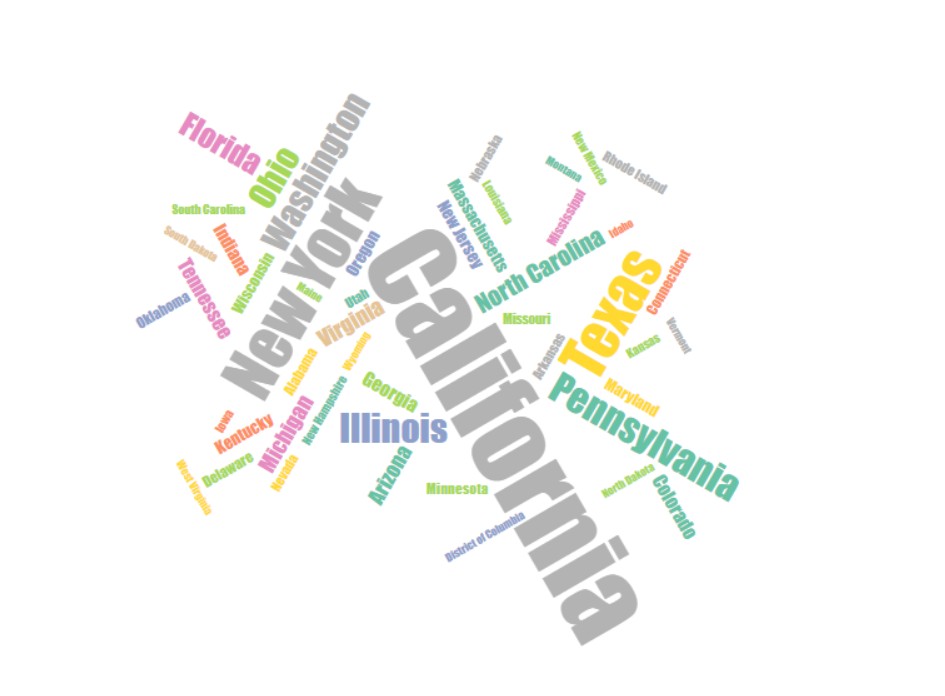 Florida
Ohio
Washington
New York
South Carolina
South Dakota
Indiana
Tennessee
Oklahoma
Wisconsin
Maine
Oregon
Utah
Virginia
Alabama
Wyoming
New Hampshire
Michigan
Iowa
Kentucky
Delaware
West Virginia
Nevada
Georgia
Illinois
Arizona
Minnesota
District of Columbia
California
Nebraska
Louisiana
Massachusetts
New Jersey
North Carolina
Missouri
Montana
New Mexico
Rhode Island
Mississippi
Idaho
Texas
Connecticut
Arkansas
Kansas
Vermont
Maryland
Pennsylvania
North Dakota
Colorado